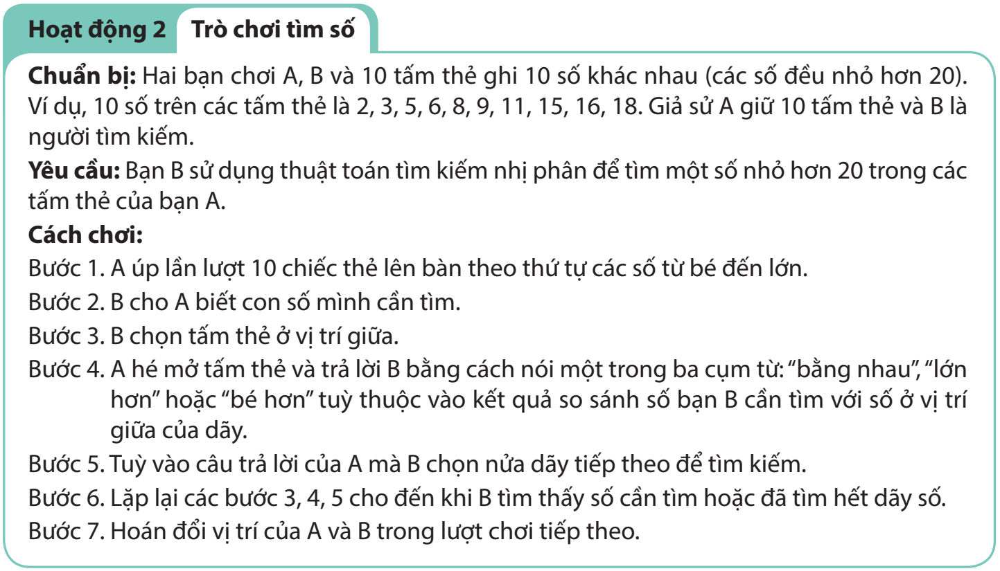 Hoạt động 2 Trò chơi tìm số
Chuẩn bị: Hai bạn chơi A, B và 10 tấm thẻ ghi 10 số khác nhau (các số đều nhỏ hơn 20).
Ví dụ, 10 số trên các tấm thẻ là 2, 3, 5, 6, 8, 9, 11, 15, 16, 18. Giả sử A giữ 10 tấm thẻ và B là
người tìm kiếm.
Yêu cầu: Bạn B sử dụng thuật toán tìm kiếm nhị phân để tìm một số nhỏ hơn 20 trong các
tấm thẻ của bạn A.
Cách chơi:
Bước 1. A úp lần lượt 10 chiếc thẻ lên bàn theo thứ tự các số từ bé đến lớn.
Bước 2. B cho A biết con số mình cần tìm.
Bước 3. B chọn tấm thẻ ở vị trí giữa.
Bước 4. A hé mở tấm thẻ và trả lời B bằng cách nói một trong ba cụm từ: “bằng nhau”, “lớn
hơn” hoặc “bé hơn” tuỳ thuộc vào kết quả so sánh số bạn B cần tìm với số ở vị trí
giữa của dãy.
Bước 5. Tuỳ vào câu trả lời của A mà B chọn nửa dãy tiếp theo để tìm kiếm.
Bước 6. Lặp lại các bước 3, 4, 5 cho đến khi B tìm thấy số cần tìm hoặc đã tìm hết dãy số.
Bước 7. Hoán đổi vị trí của A và B trong lượt chơi tiếp theo.